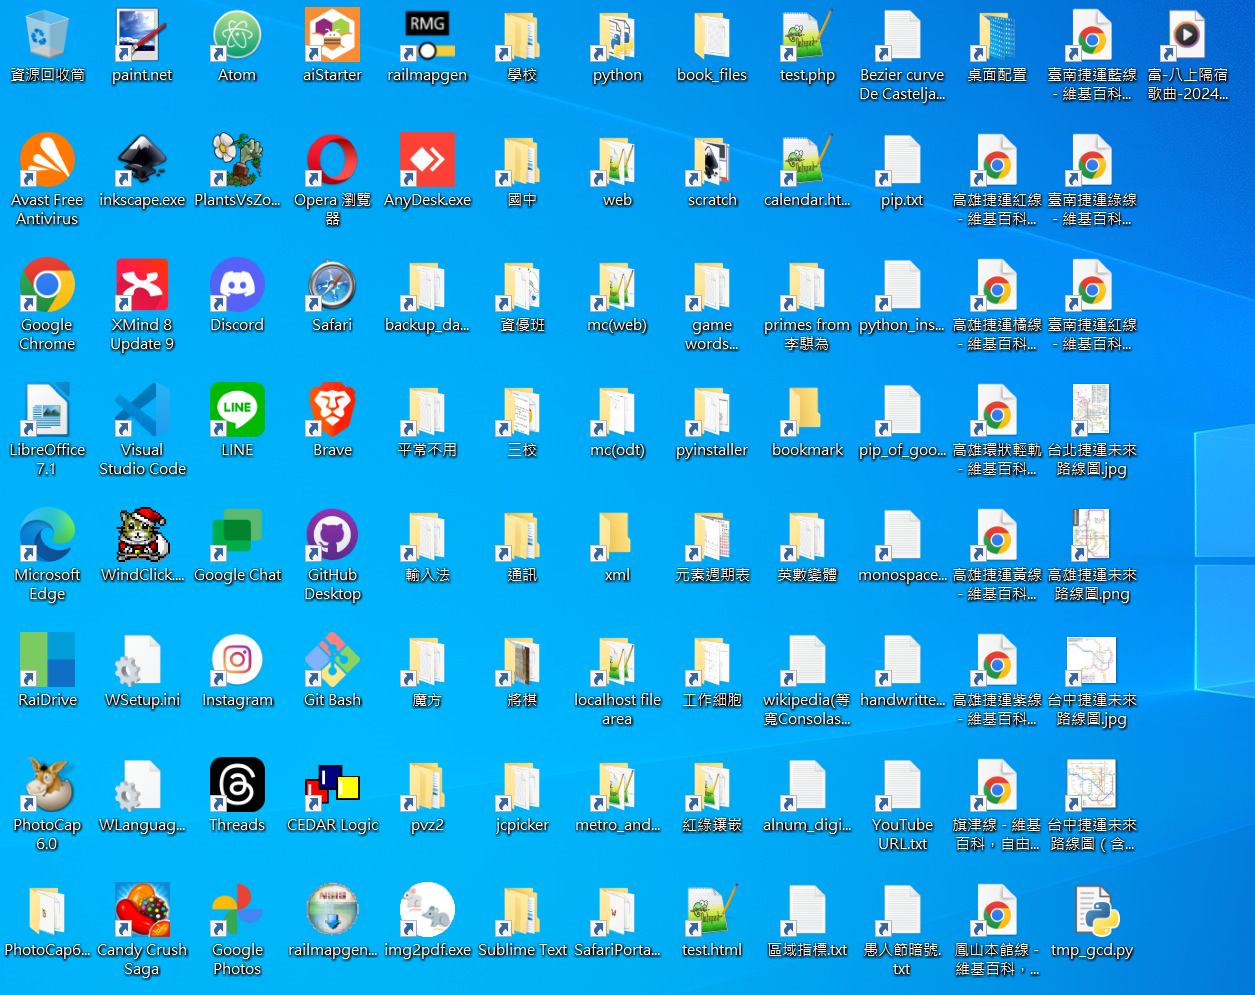 資源回收筒
paint.net
Atom
aiStarter
RMG
railmapgen
學校
python
book_files
test.php
Bezier curve
De Castelja...
桌面配置
臺南捷運藍線
- 維基百科...
富-八上隔宿
歌曲-2024...
Avast Free
Antivirus
inkscape.exe
PlantsVsZo...
Opera 瀏覽
器
AnyDesk.exe
國中
web
scratch
calendar.ht...
pip.txt
高雄捷運紅線
- 維基百科...
臺南捷運綠線
- 維基百科...
Google
Chrome
XMind 8
Update 9
Discord
Safari
backup_da...
資優班
mc(web)
game
words...
primes from
李騏為
python_ins...
高雄捷運橘線
- 維基百科...
臺南捷運紅線
- 維基百科...
LibreOffice
7.1
Visual
Studio Code
LINE
LINE
Brave
平常不用
三校
mc(odt)
pyinstaller
bookmark
pip_of_goo...
高雄環狀輕軌
- 維基百科...
台北捷運未來
路線圖.jpg
Microsoft
Edge
WindClick....
Google Chat
GitHub
Desktop
輸入法
通訊
xml
元素週期表
英數變體
monospace...
高雄捷運黃線
- 維基百科...
高雄捷運未來
路線圖.png
RaiDrive
WSetup.ini
Instagram
Git Bash
魔方
將棋
localhost file
area
工作細胞
wikipedia(等
寬Consolas...
handwritte...
高雄捷運紫線
- 維基百科...
台中捷運未來
路線圖.jpg
PhotoCap
6.0
WLanguag...
Threads
CEDAR Logic
pvz2
jcpicker
metro_and...
紅綠鑲嵌
alnum_digi...
YouTube
URL.txt
旗津線 - 維基
百科，自由...
台中捷運未來
路線圖（含...
PhotoCap6...
Candy Crush
Saga
Google
Photos
railmapgen...
img2pdf.exe
Sublime Text
SafariPorta...
test.html
區域指標.txt
愚人節暗號.
txt
鳳山本館線 -
維基百科，...
tmp_gcd.py